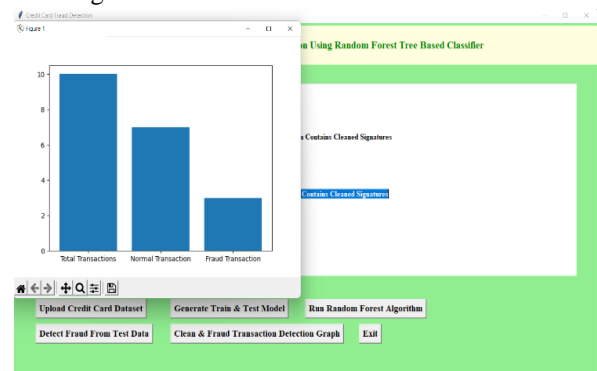 Credit Card Fraud Detection
Figure 1
n Using Random Forest Tree Based Classifier
10
8
6
4
2
0
Total Transactions Normal Transaction Fraud Transaction
n Contains Cleaned Signatures
Contains Cleaned Signatures
Upload Credit Card Dataset Generate Train & Test Model Run Random Forest Algorithm
Detect Fraud From Test Data Clean & Fraud Transaction Detection Graph Exit